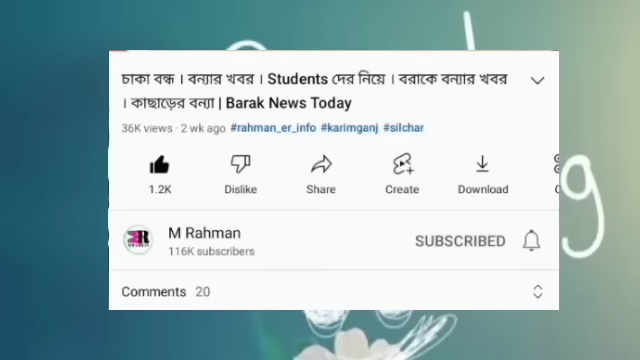 চাকা বন্ধ । বন্যার খবর । Students দের নিয়ে । বরাকে বন্যার খবর
। কাছাড়ের বন্যা | Barak News Today
36K views · 2 wk ago #rahman_er_info #karimganj #silchar
1.2K Dislike Share Create Download
M Rahman
116K subscribers
SUBSCRIBED
Comments 20